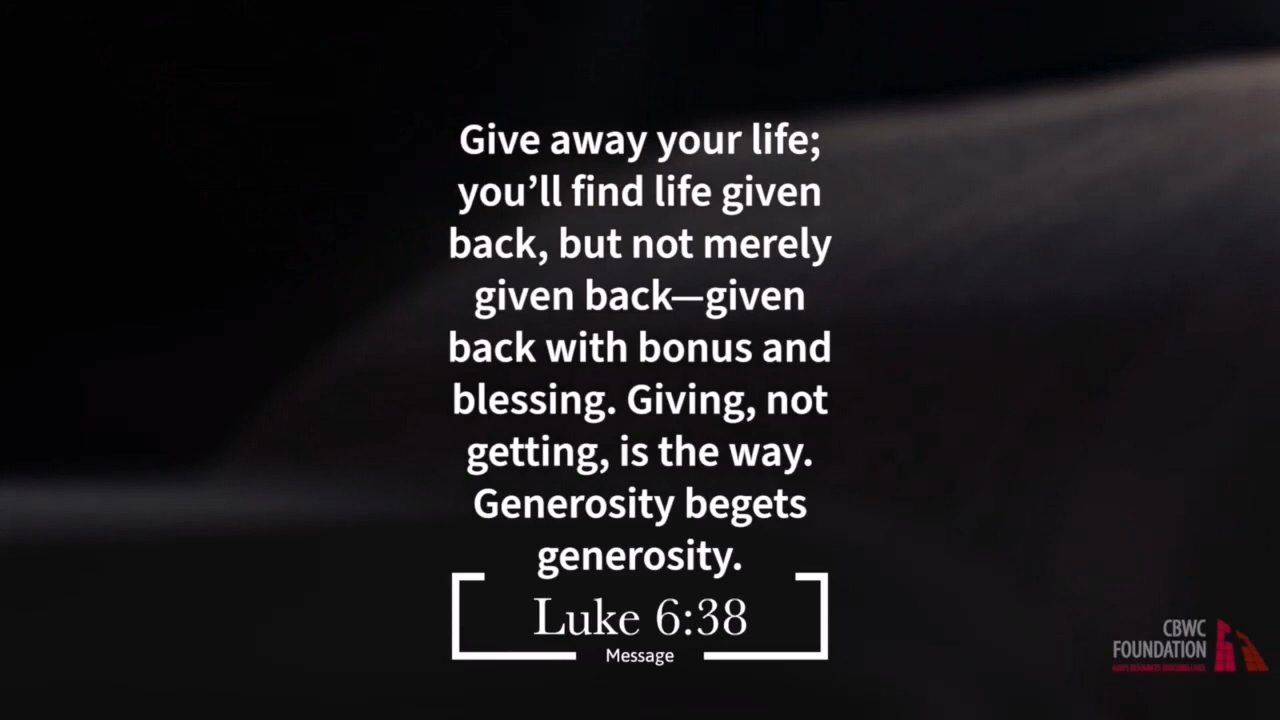 Give away your life;
you’ll find life given
back, but not merely
given back—given
back with bonus and
blessing. Giving, not
getting, is the way.
Generosity begets
generosity.
Luke 6:38
Message
CBWC
FOUNDATION